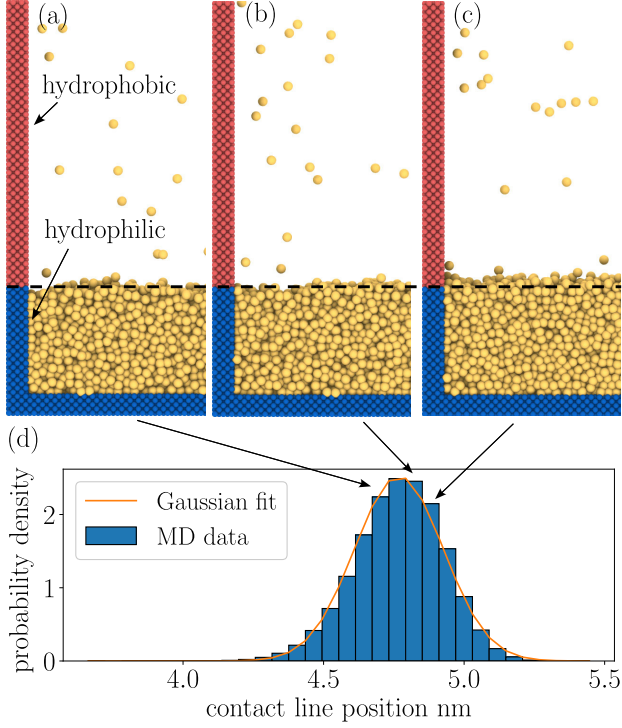 (a)
(b)
(c)
hydrophobic
hydrophilic
(d)
probability density
2
1
0
Gaussian fit
MD data
4.0
4.5
5.0
5.5
contact line position nm